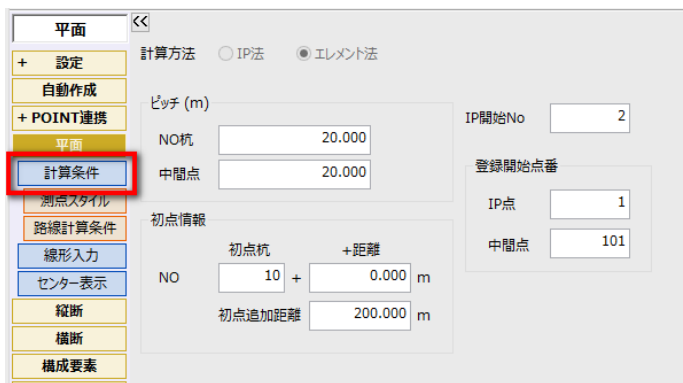 平面
<<
+ 設定
自動作成
+ POINT連携
平面
計算条件
測点スタイル
路線計算条件
線形入力
センター表示
縦断
横断
構成要素
計算方法 IP法 エレメント法
ピッチ (m)
NO杭 20.000
中間点 20.000
IP開始No 2
登録開始点番
IP点 1
中間点 101
初点情報
初点杭 +距離
NO 10 + 0.000 m
初点追加距離 200.000 m